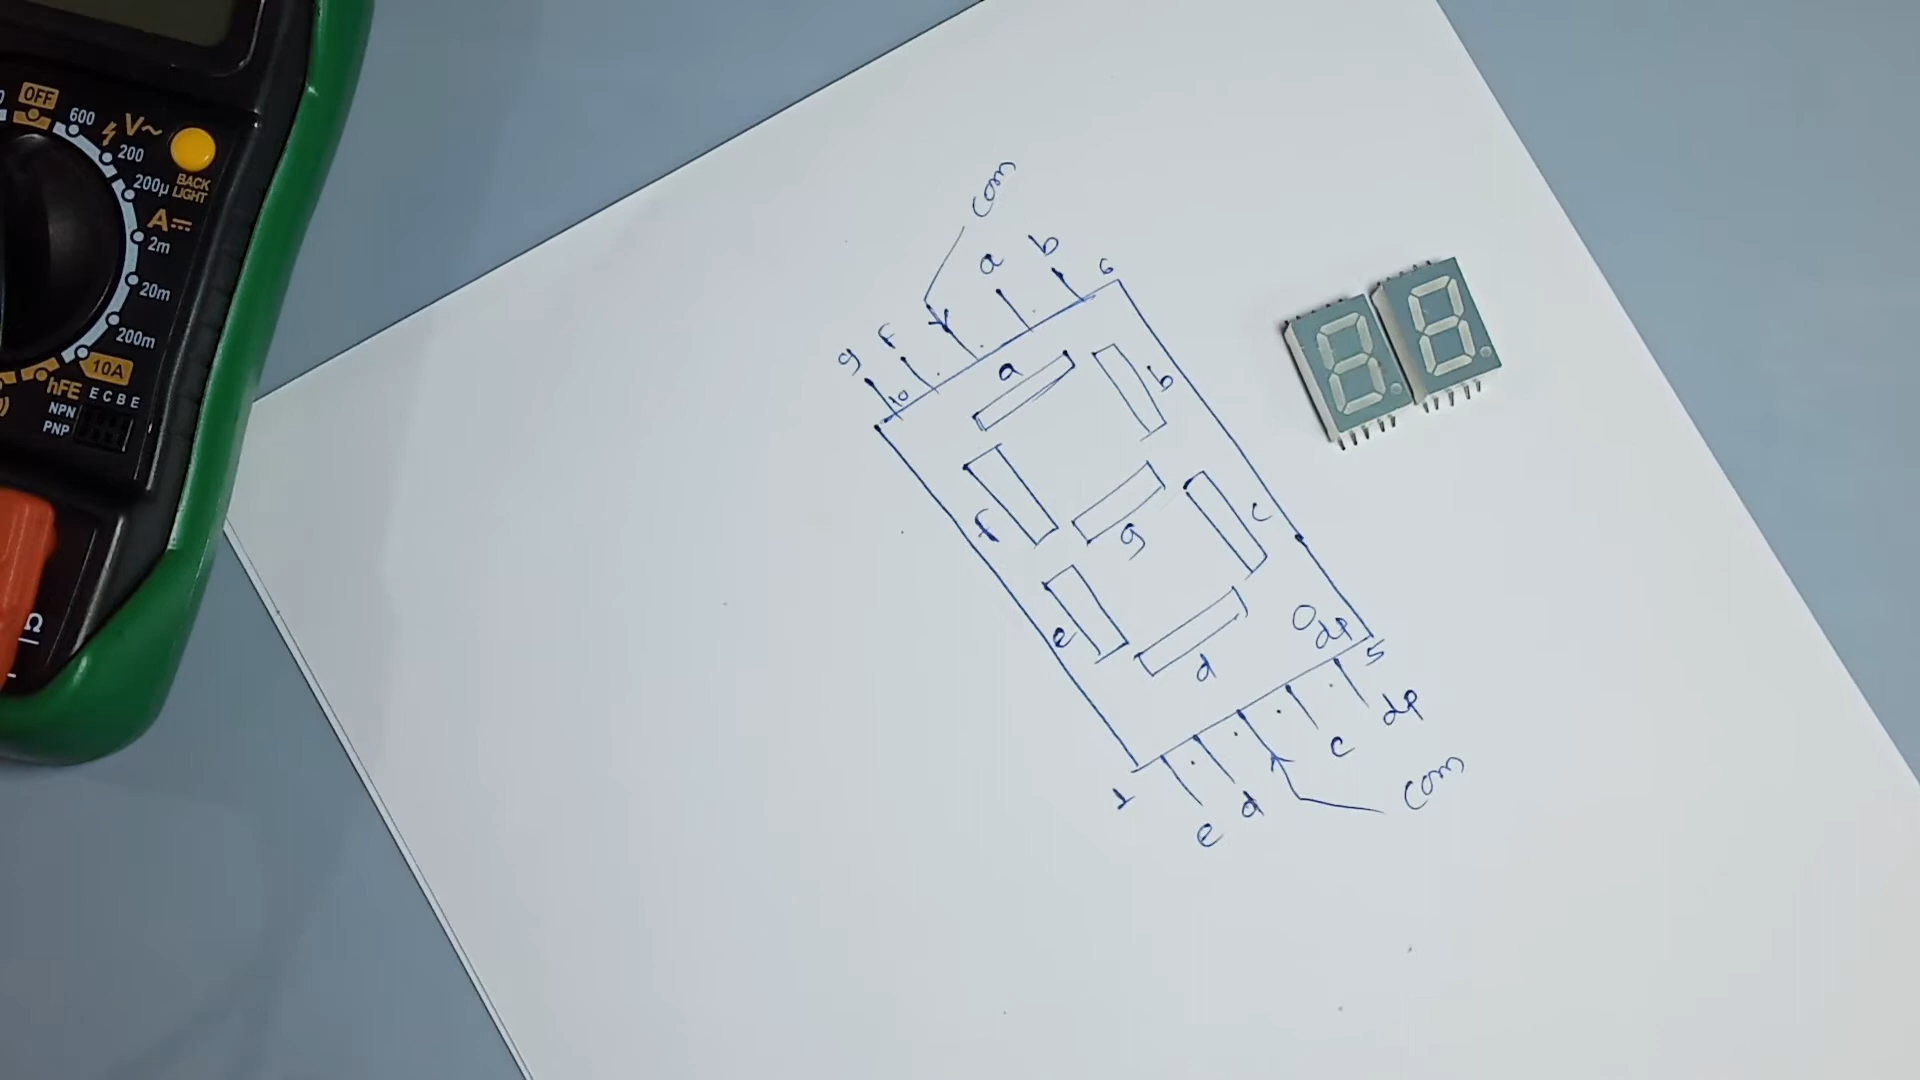 OFF
600
V~
200
200µ
BACK
LIGHT
A
2m
20m
200m
10A
hFE
E C B E
NPN
PNP
Ω
com
g
f
a
b
10
6
a
b
f
g
c
e
d
dp
1
5
e
d
c
dp
com